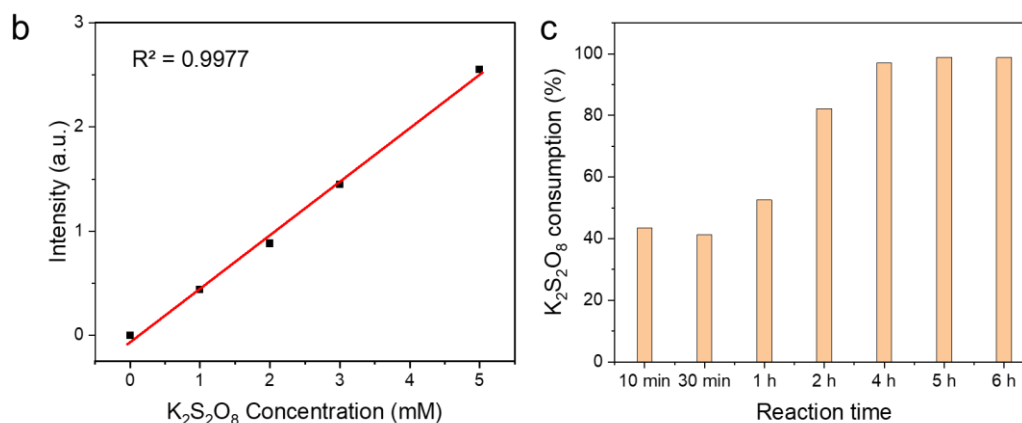 b
R² = 0.9977
Intensity (a.u.)
3
2
1
0
0 1 2 3 4 5
K₂S₂O₈ Concentration (mM)
c
K₂S₂O₈ consumption (%)
100
80
60
40
20
0
10 min 30 min 1 h 2 h 4 h 5 h 6 h
Reaction time